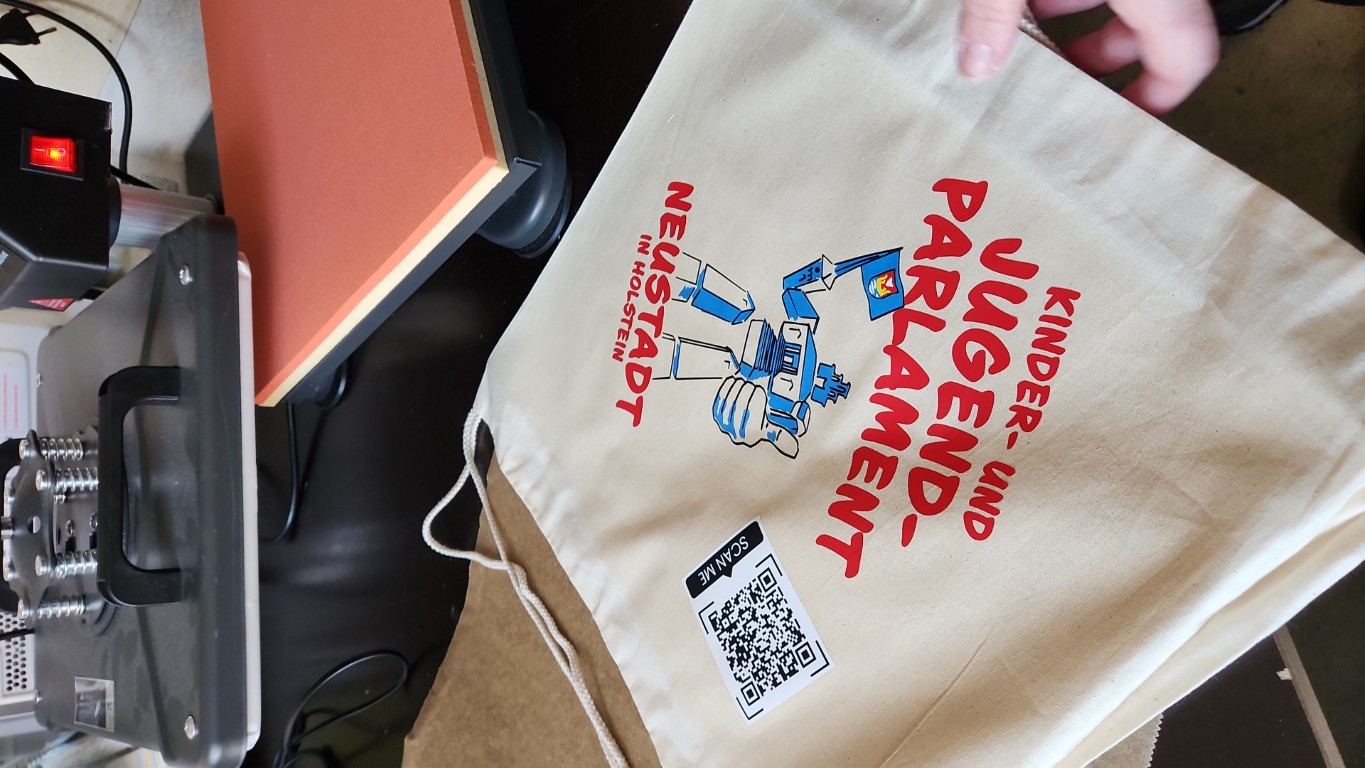 KINDER- UND
JUGEND-
PARLAMENT
NEUSTADT
IN HOLSTEIN
SCAN ME